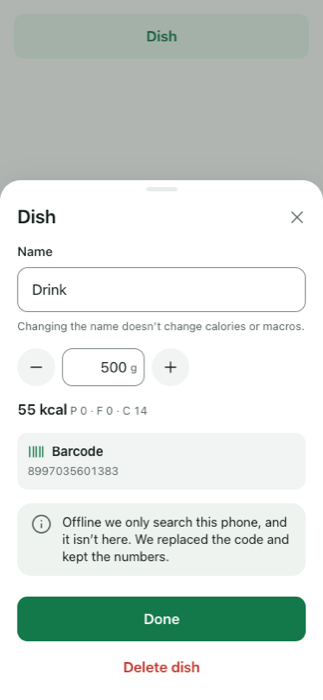 Dish
Dish
Name
Drink
Changing the name doesn't change calories or macros.
500 g
55 kcal P 0 · F 0 · C 14
Barcode
8997035601383
Offline we only search this phone, and
it isn't here. We replaced the code and
kept the numbers.
Done
Delete dish